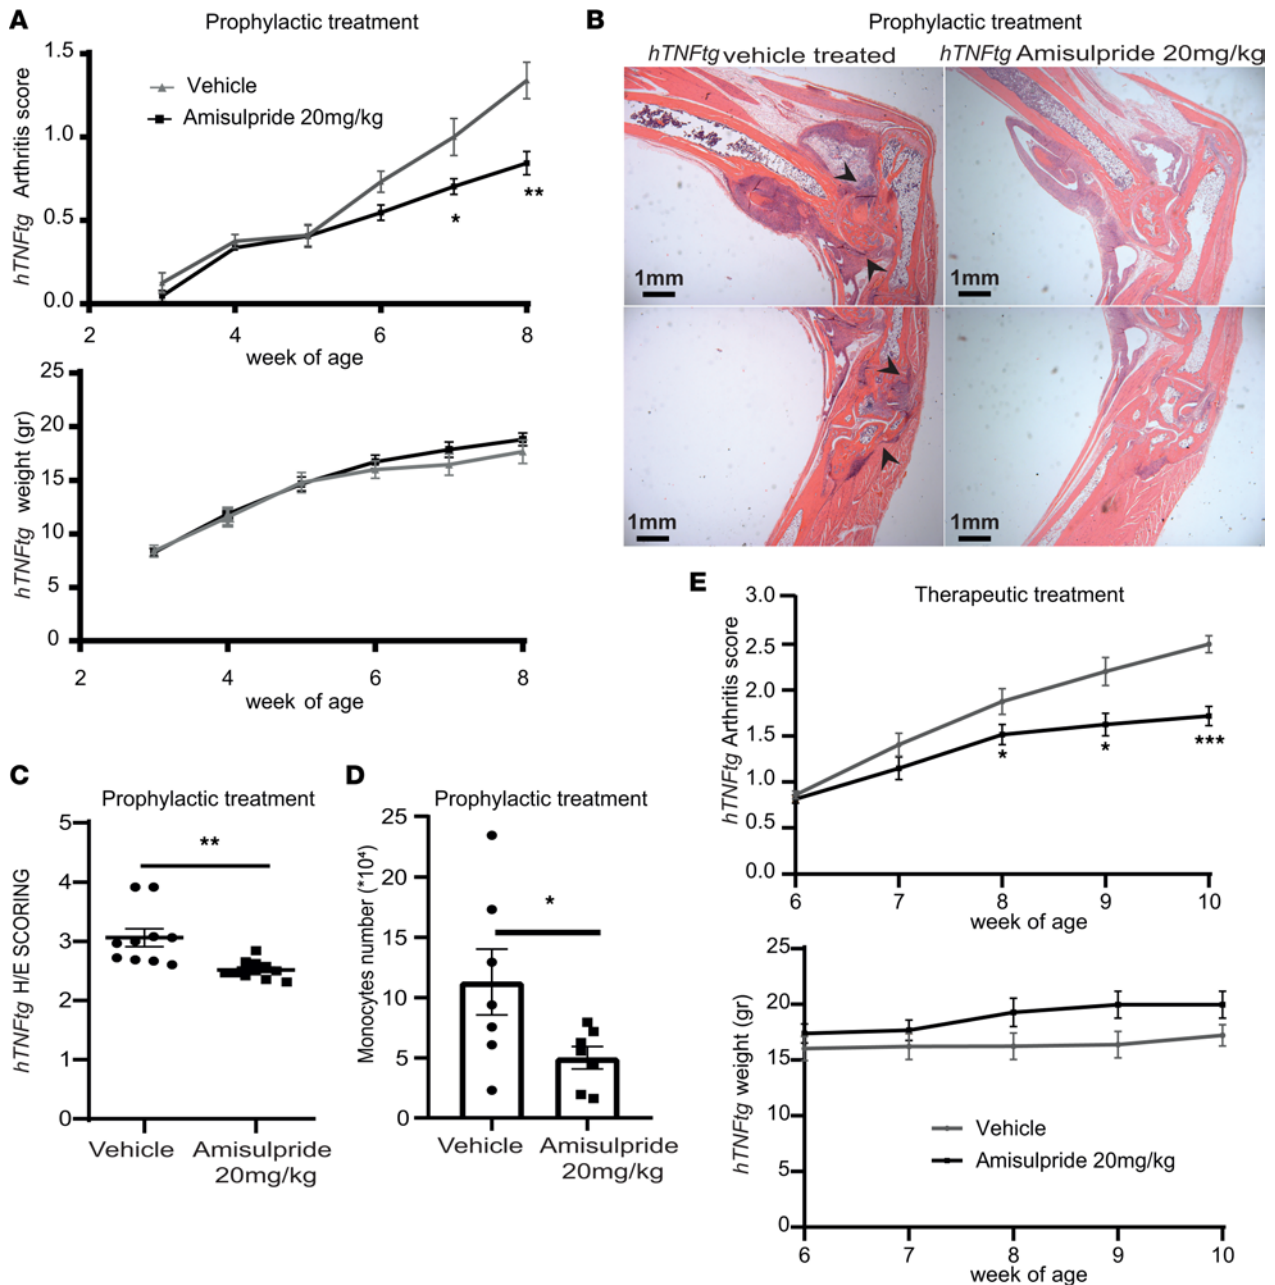 A
Prophylactic treatment
hTNFtg Arthritis score
1.5
1.0
0.5
0.0
Vehicle
Amisulpride 20mg/kg
*
**
2
4
6
8
week of age
hTNFtg weight (gr)
25
20
15
10
5
0
2
4
6
8
week of age
B
Prophylactic treatment
hTNFtg vehicle treated
hTNFtg Amisulpride 20mg/kg
1mm
1mm
1mm
1mm
C
Prophylactic treatment
hTNFtg H/E SCORING
5
4
3
2
1
0
**
Vehicle
Amisulpride
20mg/kg
D
Prophylactic treatment
Monocytes number (*10⁴)
25
20
15
10
5
0
*
Vehicle
Amisulpride
20mg/kg
E
Therapeutic treatment
hTNFtg Arthritis score
3.0
2.5
2.0
1.5
1.0
0.5
0.0
*
*
***
6
7
8
9
10
week of age
hTNFtg weight (gr)
20
15
10
5
0
Vehicle
Amisulpride 20mg/kg
6
7
8
9
10
week of age